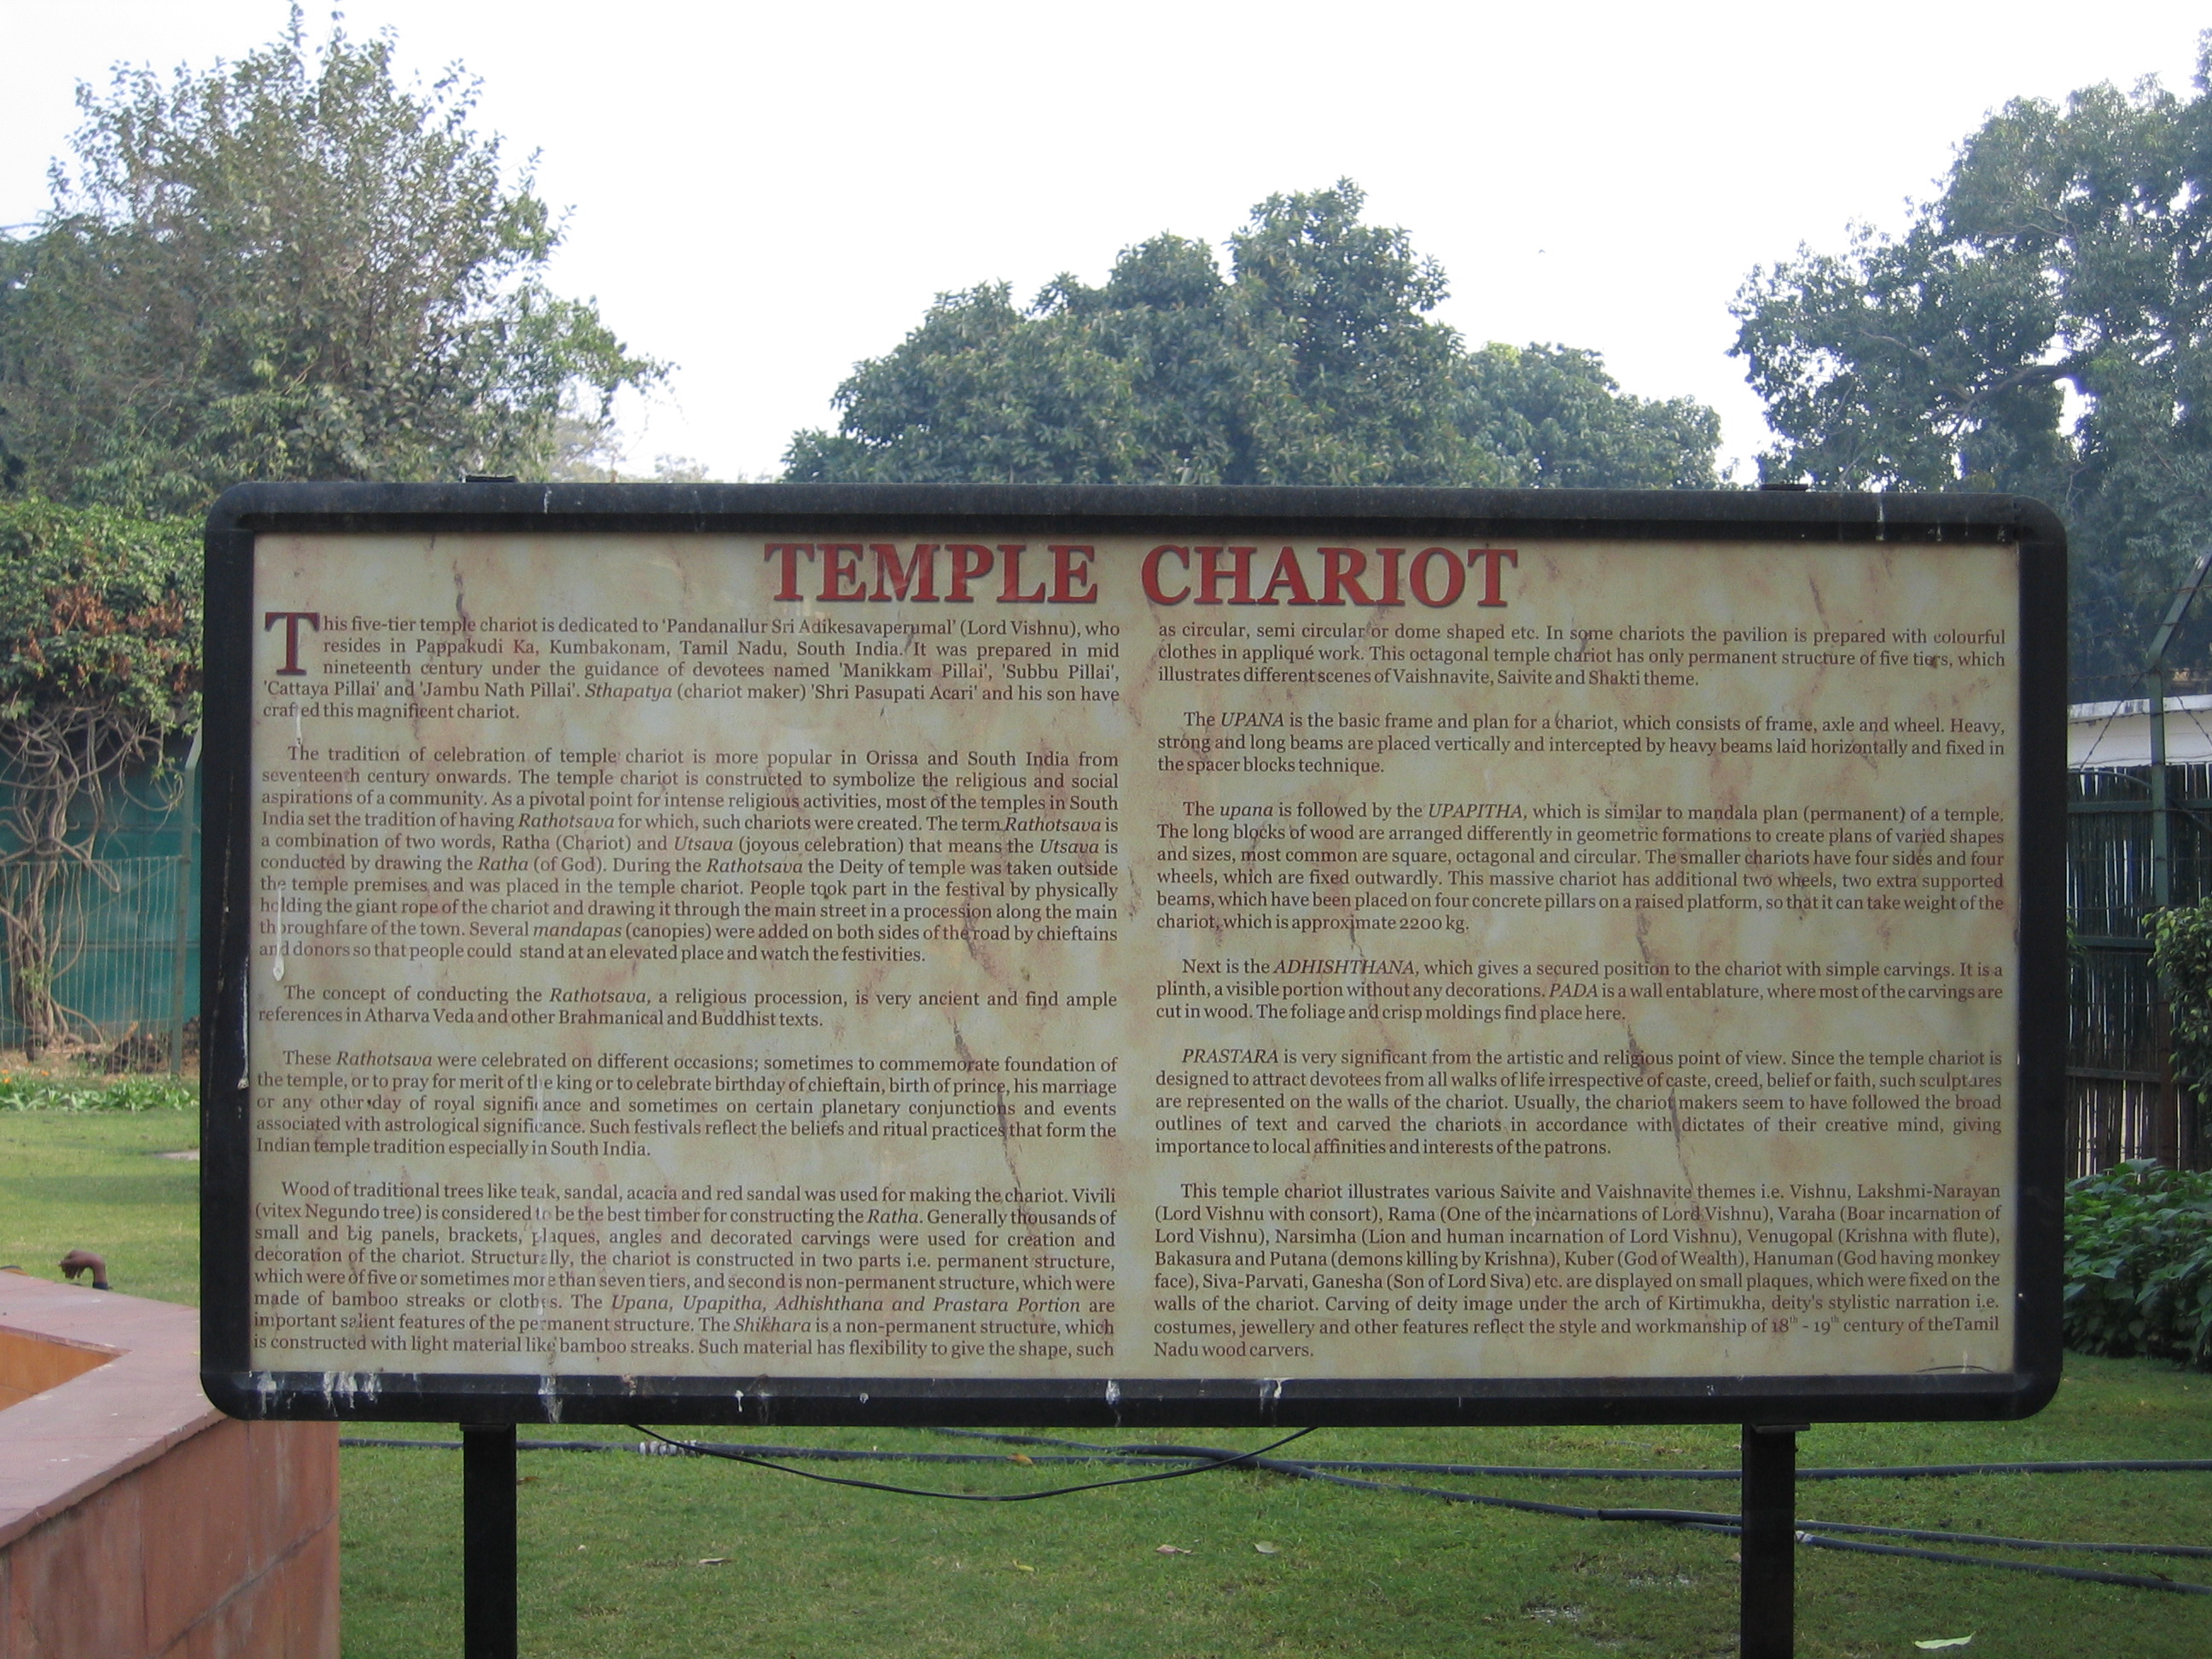 TEMPLE CHARIOT
This five-tier temple chariot is dedicated to 'Pandanallur Sri Adikesavaperumal' (Lord Vishnu), who
resides in Pappakudi Ka, Kumbakonam, Tamil Nadu, South India. It was prepared in mid
nineteenth century under the guidance of devotees named 'Manikkam Pillai', 'Subbu Pillai',
'Cattaya Pillai' and 'Jambu Nath Pillai'. Sthapatya (chariot maker) 'Shri Pasupati Acari' and his son have
crafted this magnificent chariot.
The tradition of celebration of temple chariot is more popular in Orissa and South India from
seventeenth century onwards. The temple chariot is constructed to symbolize the religious and social
aspirations of a community. As a pivotal point for intense religious activities, most of the temples in South
India set the tradition of having Rathotsava for which, such chariots were created. The term Rathotsava is
a combination of two words, Ratha (Chariot) and Utsava (joyous celebration) that means the Utsava is
conducted by drawing the Ratha (of God). During the Rathotsava the Deity of temple was taken outside
the temple premises and was placed in the temple chariot. People took part in the festival by physically
holding the giant rope of the chariot and drawing it through the main street in a procession along the main
thoroughfare of the town. Several mandapas (canopies) were added on both sides of the road by chieftains
and donors so that people could stand at an elevated place and watch the festivities.
The concept of conducting the Rathotsava, a religious procession, is very ancient and find ample
references in Atharva Veda and other Brahmanical and Buddhist texts.
These Rathotsava were celebrated on different occasions; sometimes to commemorate foundation of
the temple, or to pray for merit of the king or to celebrate birthday of chieftain, birth of prince, his marriage
or any other day of royal significance and sometimes on certain planetary conjunctions and events
associated with astrological significance. Such festivals reflect the beliefs and ritual practices that form the
Indian temple tradition especially in South India.
Wood of traditional trees like teak, sandal, acacia and red sandal was used for making the chariot. Vivili
(vitex Negundo tree) is considered to be the best timber for constructing the Ratha. Generally thousands of
small and big panels, brackets, plaques, angles and decorated carvings were used for creation and
decoration of the chariot. Structurally, the chariot is constructed in two parts i.e. permanent structure,
which were of five or sometimes more than seven tiers, and second is non-permanent structure, which were
made of bamboo streaks or clothes. The Upana, Upapitha, Adhishthana and Prastara Portion are
important salient features of the permanent structure. The Shikhara is a non-permanent structure, which
is constructed with light material like bamboo streaks. Such material has flexibility to give the shape, such
as circular, semi circular or dome shaped etc. In some chariots the pavilion is prepared with colourful
clothes in appliqué work. This octagonal temple chariot has only permanent structure of five tiers, which
illustrates different scenes of Vaishnavite, Saivite and Shakti theme.
The UPANA is the basic frame and plan for a chariot, which consists of frame, axle and wheel. Heavy,
strong and long beams are placed vertically and intercepted by heavy beams laid horizontally and fixed in
the spacer blocks technique.
The upana is followed by the UPAPITHA, which is similar to mandala plan (permanent) of a temple.
The long blocks of wood are arranged differently in geometric formations to create plans of varied shapes
and sizes, most common are square, octagonal and circular. The smaller chariots have four sides and four
wheels, which are fixed outwardly. This massive chariot has additional two wheels, two extra supported
beams, which have been placed on four concrete pillars on a raised platform, so that it can take weight of the
chariot, which is approximate 2200 kg.
Next is the ADHISHTHANA, which gives a secured position to the chariot with simple carvings. It is a
plinth, a visible portion without any decorations. PADA is a wall entablature, where most of the carvings are
cut in wood. The foliage and crisp moldings find place here.
PRASTARA is very significant from the artistic and religious point of view. Since the temple chariot is
designed to attract devotees from all walks of life irrespective of caste, creed, belief or faith, such sculptures
are represented on the walls of the chariot. Usually, the chariot makers seem to have followed the broad
outlines of text and carved the chariots in accordance with dictates of their creative mind, giving
importance to local affinities and interests of the patrons.
This temple chariot illustrates various Saivite and Vaishnavite themes i.e. Vishnu, Lakshmi-Narayan
(Lord Vishnu with consort), Rama (One of the incarnations of Lord Vishnu), Varaha (Boar incarnation of
Lord Vishnu), Narsimha (Lion and human incarnation of Lord Vishnu), Venugopal (Krishna with flute),
Bakasura and Putana (demons killing by Krishna), Kuber (God of Wealth), Hanuman (God having monkey
face), Siva-Parvati, Ganesha (Son of Lord Siva) etc. are displayed on small plaques, which were fixed on the
walls of the chariot. Carving of deity image under the arch of Kirtimukha, deity's stylistic narration i.e.
costumes, jewellery and other features reflect the style and workmanship of 18th - 19th century of theTamil
Nadu wood carvers.